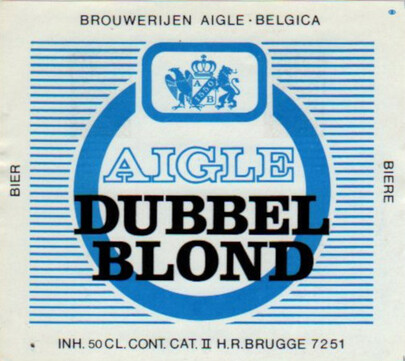 BROUWERIJEN AIGLE·BELGICA
A
B
AIGLE
DUBBEL
BLOND
BIER
BIERE
INH. 50 CL. CONT. CAT. II H.R. BRUGGE 7251